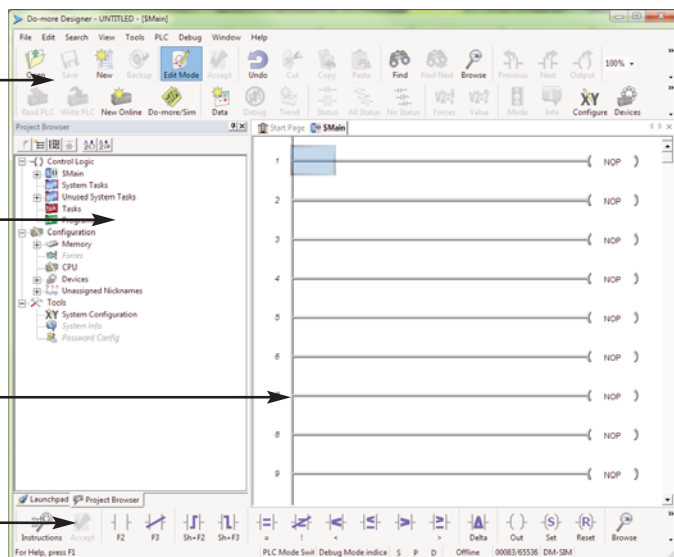 Do-more Designer - UNTITLED - [$Main]
File Edit Search View Tools PLC Debug Window Help
Open Save New Backup Edit Mode Accept Undo Cut Copy Paste Find Find Next Browse Previous Next Output 100%
Read PLC Write PLC New Online Do-more/Sim Data Debug Trend Status All Status No Status Forces Value Mode Info Configure Devices
Project Browser
Start Page $Main
Control Logic
$Main
System Tasks
Unused System Tasks
Tasks
Configuration
Memory
Forces
CPU
Devices
Unassigned Nicknames
Tools
XY System Configuration
System Info
Password Config
1 NOP
2 NOP
3 NOP
4 NOP
5 NOP
6 NOP
NOP
8 NOP
9 NOP
Launchpad Project Browser
Instructions Accept F2 F3 Sh+F2 Sh+F3 = ! < > Delta Out Set Reset Browse
For Help, press F1
PLC Mode Swit Debug Mode indica S P D Offline 00083/65536 DM-SIM